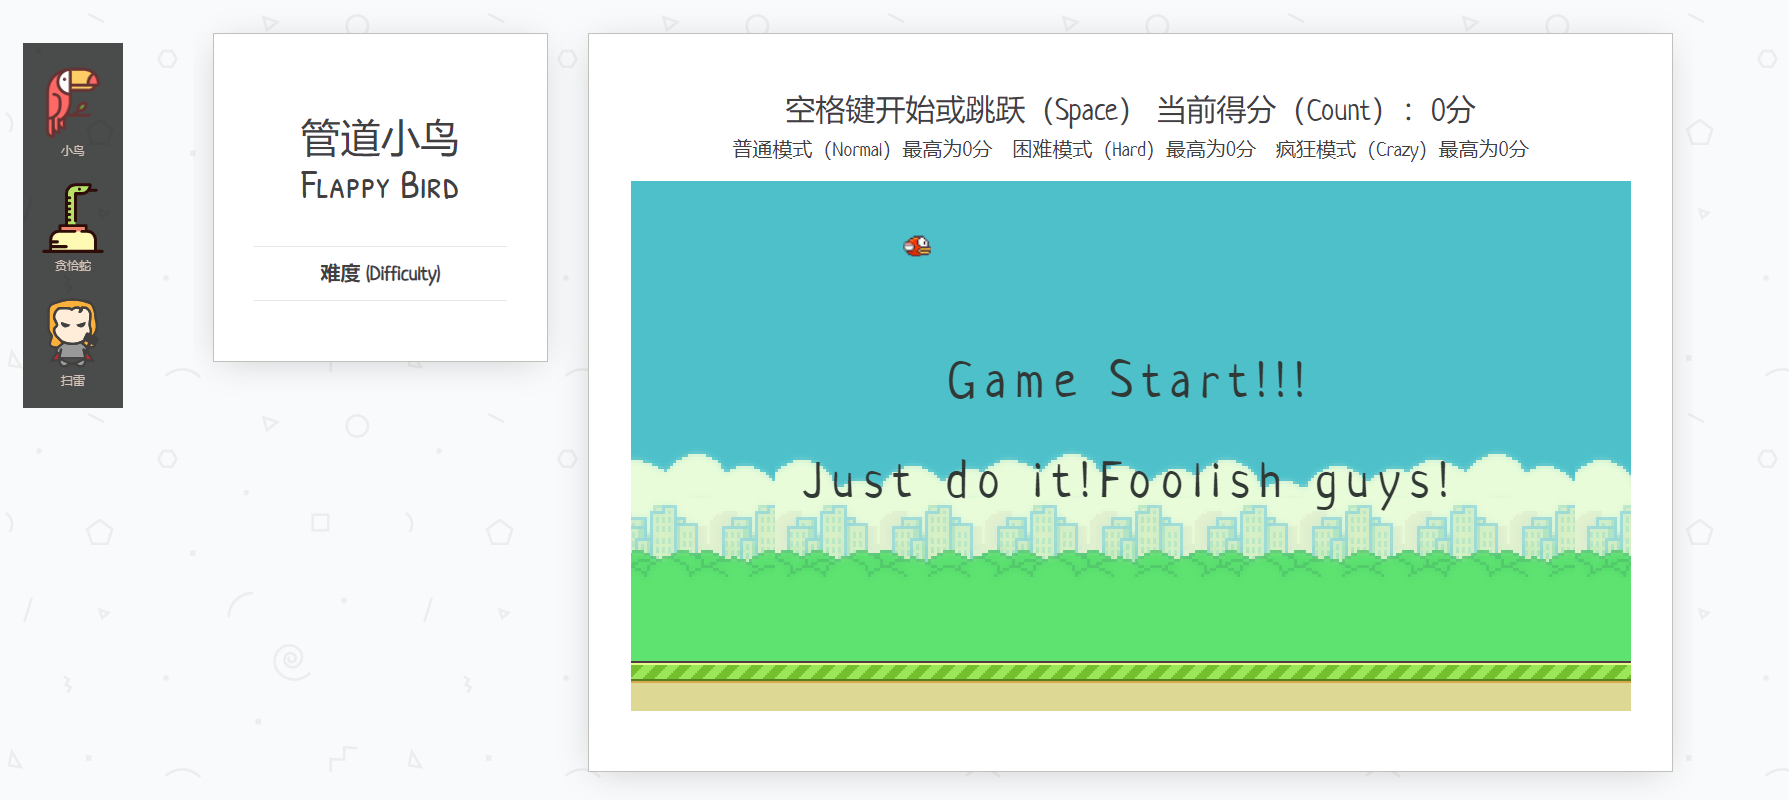 小鸟
贪恰蛇
扫雷
管道小鸟
Flappy Bird
难度 (Difficulty)
空格键开始或跳跃（Space） 当前得分（Count）：0分
普通模式（Normal）最高为0分 困难模式（Hard）最高为0分 疯狂模式（Crazy）最高为0分
Game Start!!!
Just do it!Foolish guys!